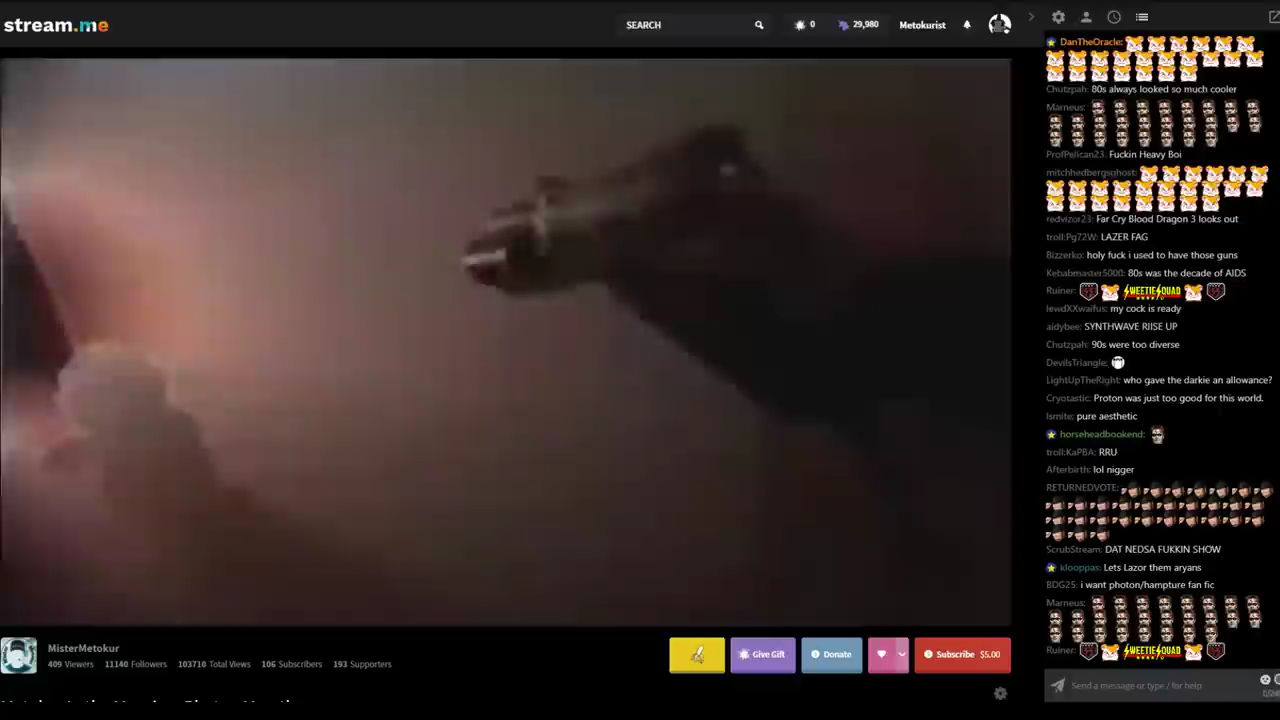 stream.me
SEARCH
0
29,980
Metokurist
DanTheOracle:
Chutzpah: 80s always looked so much cooler
Marneus:
ProfPelican23: Fuckin Heavy Boi
mitchhedbergsghost:
redvizor23: Far Cry Blood Dragon 3 looks out
troll:Pg72W: LAZER FAG
Bizzerko: holy fuck i used to have those guns
Kebabmaster5000: 80s was the decade of AIDS
Ruiner: SWEETIE SQUAD
lewdXXwaifus: my cock is ready
aidybee: SYNTHWAVE RIISE UP
Chutzpah: 90s were too diverse
DevilsTriangle:
LightUpTheRight: who gave the darkie an allowance?
Cryotastic: Proton was just too good for this world.
Ismite: pure aesthetic
horseheadbookend:
troll:KaPBA: RRU
Afterbirth: lol nigger
RETURNEDVOTE:
ScrubStream: DAT NEDSA FUKKIN SHOW
klooppas: Lets Lazor them aryans
BDG25: i want photon/hampture fan fic
Marneus:
Ruiner: SWEETIE SQUAD
MisterMetokur
409 Viewers 11140 Followers 103710 Total Views 106 Subscribers 193 Supporters
Give Gift
Donate
Subscribe $5.00
Send a message or type / for help